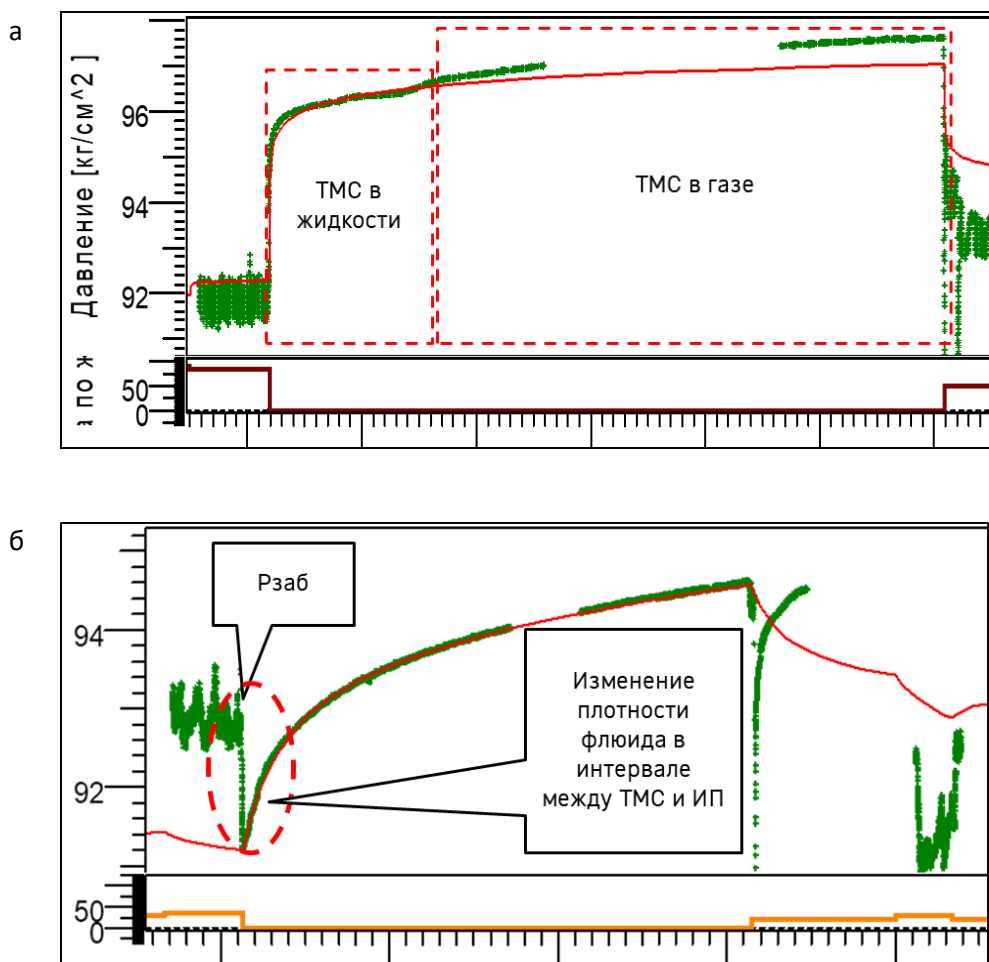 а
Давление [кг/см^2 ]
96
94
92
ТМС в
жидкости
ТМС в газе
а по ж
50
0
б
94
92
Рзаб
Изменение
плотности
флюида в
интервале
между ТМС и ИП
50
0